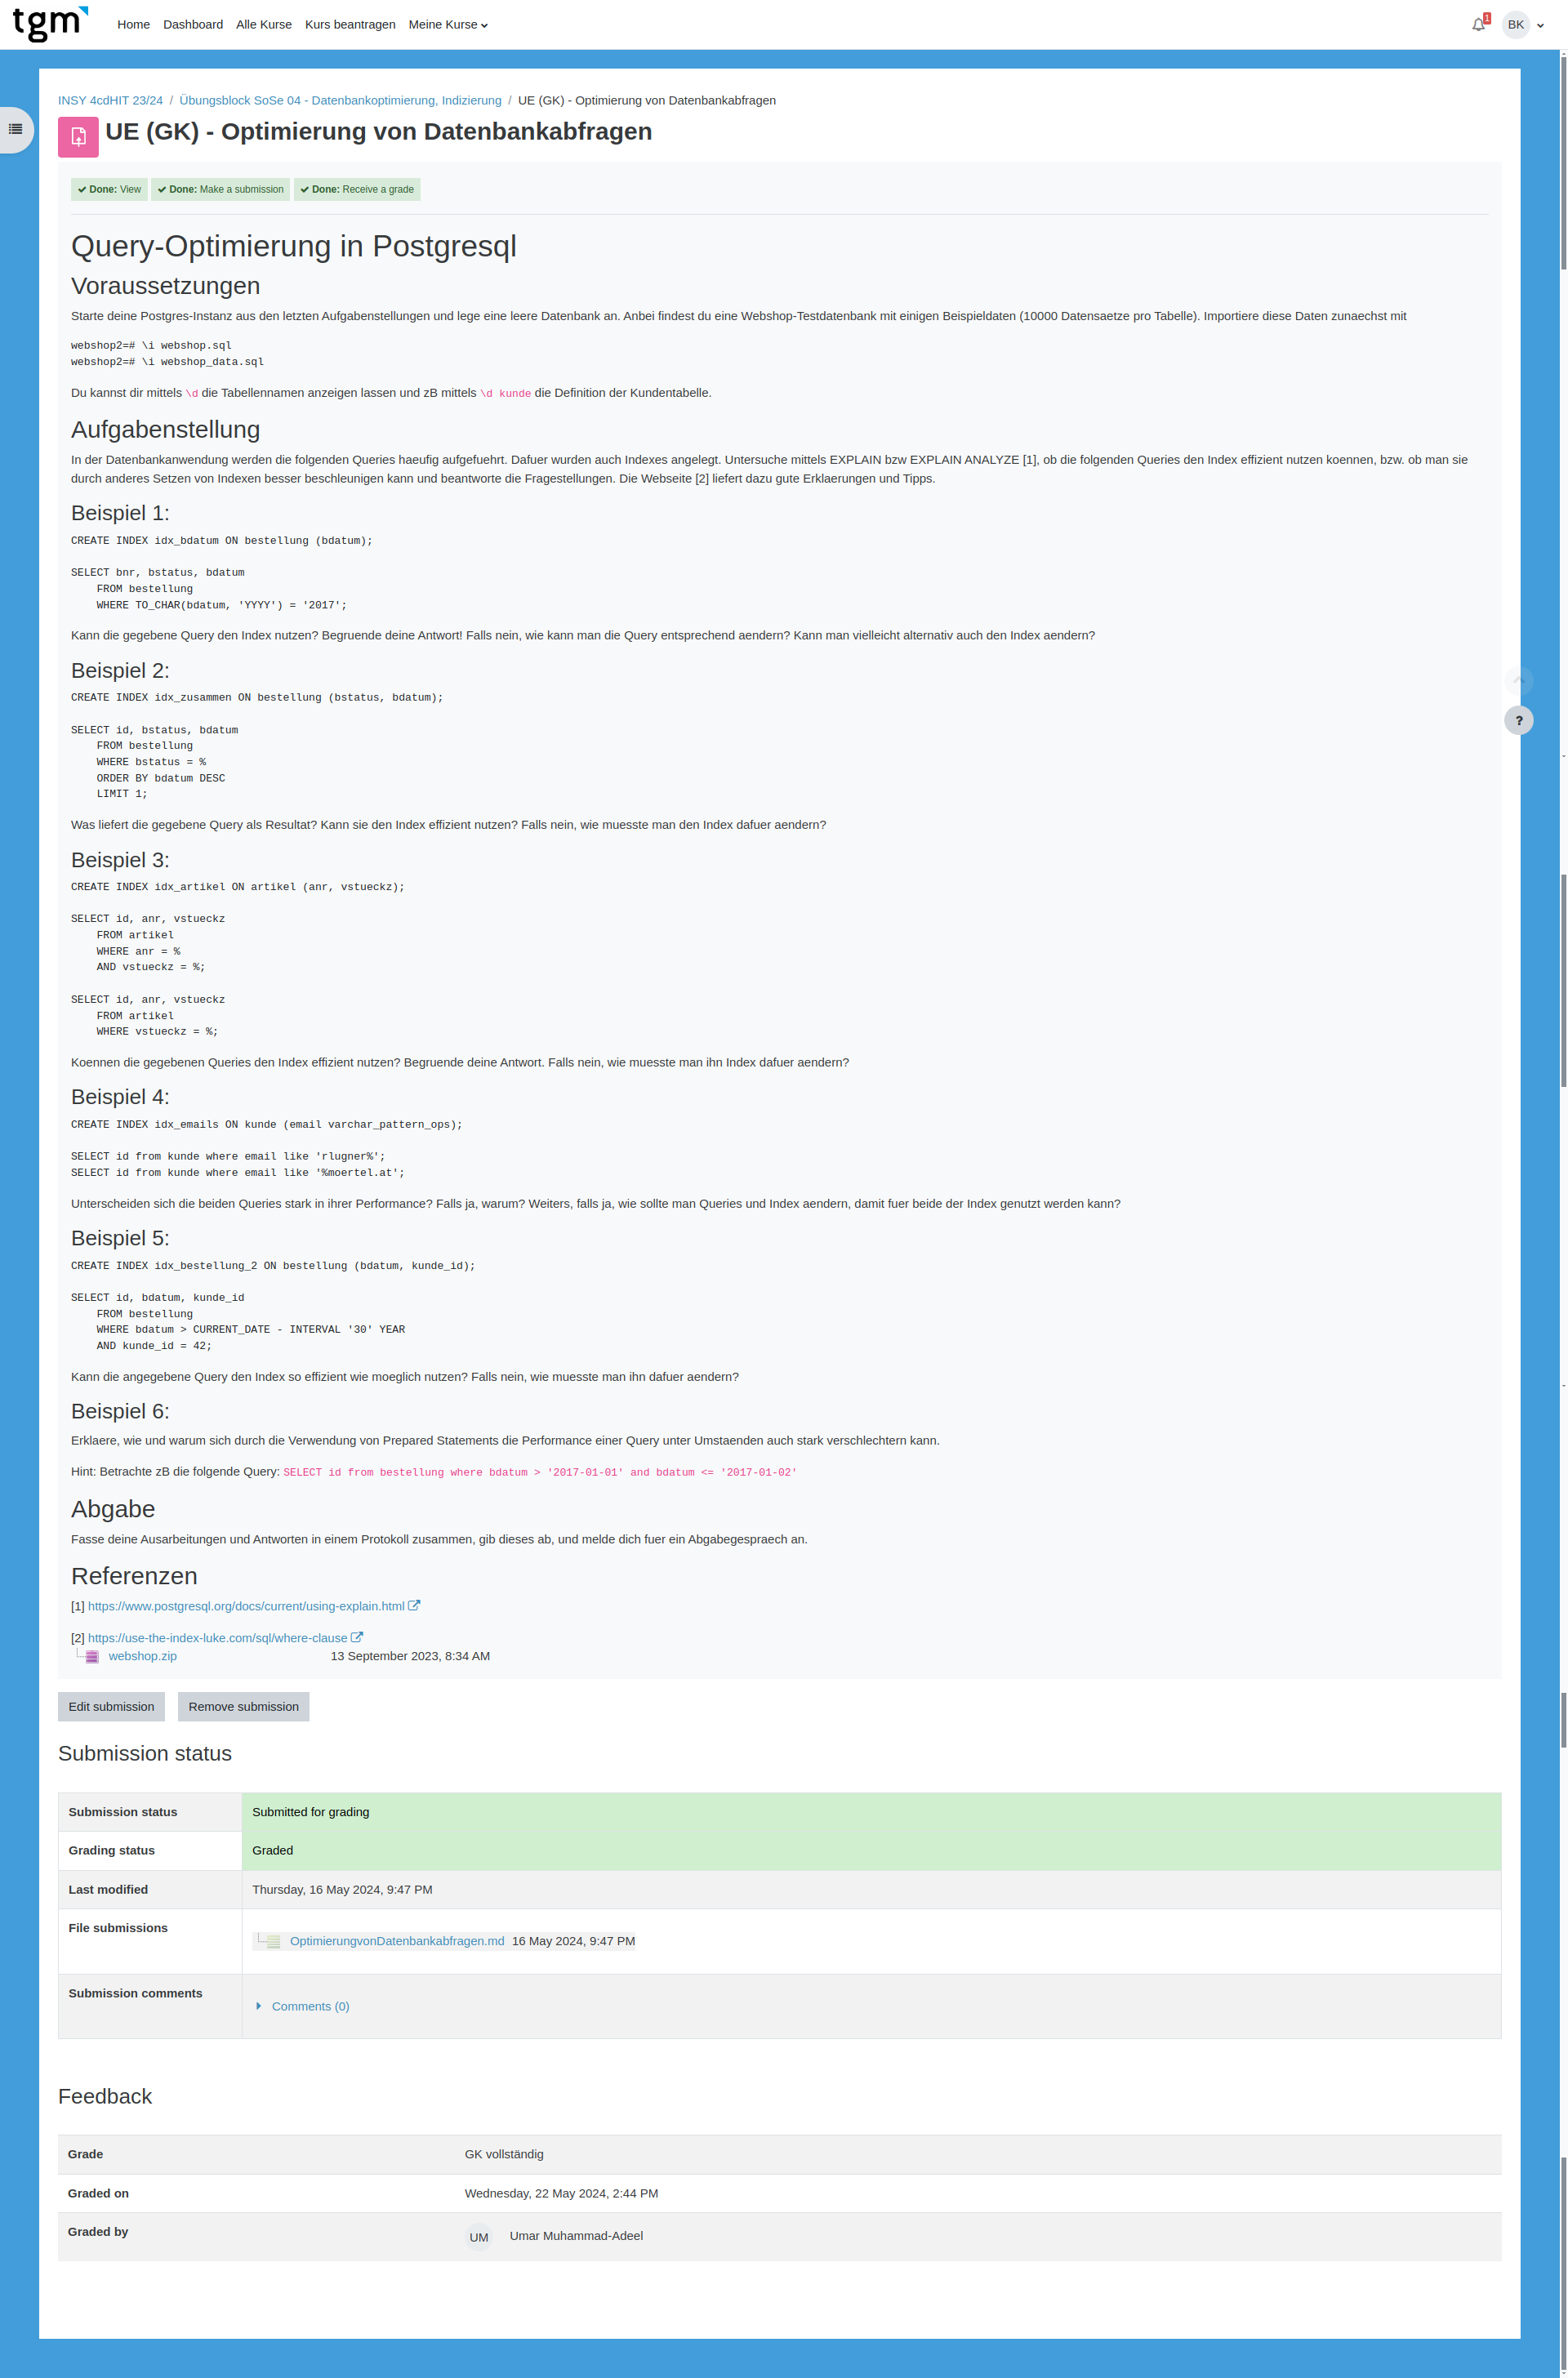 tgm Home Dashboard Alle Kurse Kurs beantragen Meine Kurse 1 BK
INSY 4cdHIT 23/24 / Übungsblock SoSe 04 - Datenbankoptimierung, Indizierung / UE (GK) - Optimierung von Datenbankabfragen
UE (GK) - Optimierung von Datenbankabfragen
Done: View Done: Make a submission Done: Receive a grade
Query-Optimierung in Postgresql
Voraussetzungen
Starte deine Postgres-Instanz aus den letzten Aufgabenstellungen und lege eine leere Datenbank an. Anbei findest du eine Webshop-Testdatenbank mit einigen Beispieldaten (10000 Datensaetze pro Tabelle). Importiere diese Daten zunaechst mit
webshop2=# \i webshop.sql
webshop2=# \i webshop_data.sql
Du kannst dir mittels \d die Tabellennamen anzeigen lassen und zB mittels \d kunde die Definition der Kundentabelle.
Aufgabenstellung
In der Datenbankanwendung werden die folgenden Queries haeufig aufgefuehrt. Dafuer wurden auch Indexes angelegt. Untersuche mittels EXPLAIN bzw EXPLAIN ANALYZE [1], ob die folgenden Queries den Index effizient nutzen koennen, bzw. ob man sie
durch anderes Setzen von Indexen besser beschleunigen kann und beantworte die Fragestellungen. Die Webseite [2] liefert dazu gute Erklaerungen und Tipps.
Beispiel 1:
CREATE INDEX idx_bdatum ON bestellung (bdatum);
SELECT bnr, bstatus, bdatum
FROM bestellung
WHERE TO_CHAR(bdatum, 'YYYY') = '2017';
Kann die gegebene Query den Index nutzen? Begruende deine Antwort! Falls nein, wie kann man die Query entsprechend aendern? Kann man vielleicht alternativ auch den Index aendern?
Beispiel 2:
CREATE INDEX idx_zusammen ON bestellung (bstatus, bdatum);
SELECT id, bstatus, bdatum
FROM bestellung
WHERE bstatus = %
ORDER BY bdatum DESC
LIMIT 1;
?
Was liefert die gegebene Query als Resultat? Kann sie den Index effizient nutzen? Falls nein, wie muesste man den Index dafuer aendern?
Beispiel 3:
CREATE INDEX idx_artikel ON artikel (anr, vstueckz);
SELECT id, anr, vstueckz
FROM artikel
WHERE anr = %
AND vstueckz = %;
SELECT id, anr, vstueckz
FROM artikel
WHERE vstueckz = %;
Koennen die gegebenen Queries den Index effizient nutzen? Begruende deine Antwort. Falls nein, wie muesste man ihn Index dafuer aendern?
Beispiel 4:
CREATE INDEX idx_emails ON kunde (email varchar_pattern_ops);
SELECT id from kunde where email like 'rlugner%';
SELECT id from kunde where email like '%moertel.at';
Unterscheiden sich die beiden Queries stark in ihrer Performance? Falls ja, warum? Weiters, falls ja, wie sollte man Queries und Index aendern, damit fuer beide der Index genutzt werden kann?
Beispiel 5:
CREATE INDEX idx_bestellung_2 ON bestellung (bdatum, kunde_id);
SELECT id, bdatum, kunde_id
FROM bestellung
WHERE bdatum > CURRENT_DATE - INTERVAL '30' YEAR
AND kunde_id = 42;
Kann die angegebene Query den Index so effizient wie moeglich nutzen? Falls nein, wie muesste man ihn dafuer aendern?
Beispiel 6:
Erklaere, wie und warum sich durch die Verwendung von Prepared Statements die Performance einer Query unter Umstaenden auch stark verschlechtern kann.
Hint: Betrachte zB die folgende Query: SELECT id from bestellung where bdatum > '2017-01-01' and bdatum <= '2017-01-02'
Abgabe
Fasse deine Ausarbeitungen und Antworten in einem Protokoll zusammen, gib dieses ab, und melde dich fuer ein Abgabegespraech an.
Referenzen
[1] https://www.postgresql.org/docs/current/using-explain.html
[2] https://use-the-index-luke.com/sql/where-clause
webshop.zip 13 September 2023, 8:34 AM
Edit submission Remove submission
Submission status
Submission status Submitted for grading
Grading status Graded
Last modified Thursday, 16 May 2024, 9:47 PM
File submissions OptimierungvonDatenbankabfragen.md 16 May 2024, 9:47 PM
Submission comments Comments (0)
Feedback
Grade GK vollständig
Graded on Wednesday, 22 May 2024, 2:44 PM
Graded by UM Umar Muhammad-Adeel